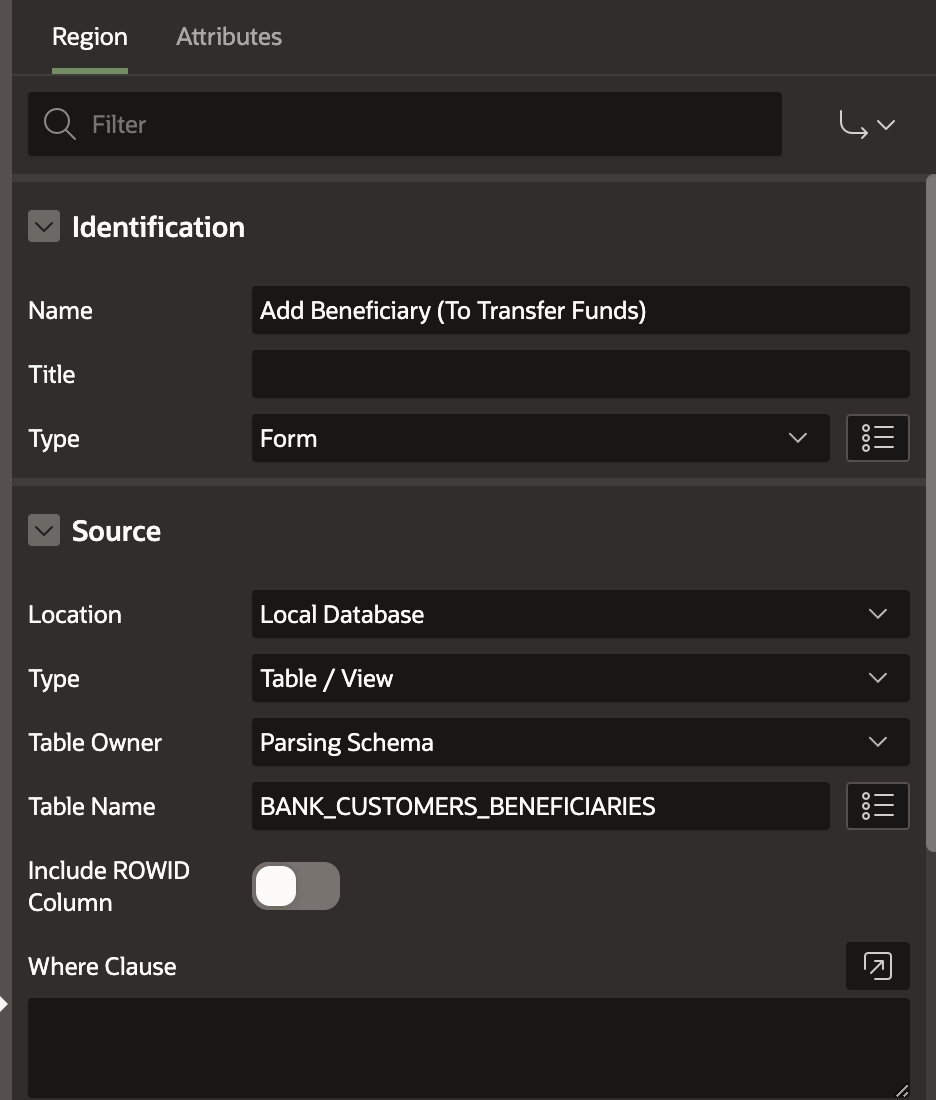 Region Attributes
Filter
Identification
Name Add Beneficiary (To Transfer Funds)
Title
Type Form
Source
Location Local Database
Type Table / View
Table Owner Parsing Schema
Table Name BANK_CUSTOMERS_BENEFICIARIES
Include ROWID
Column
Where Clause